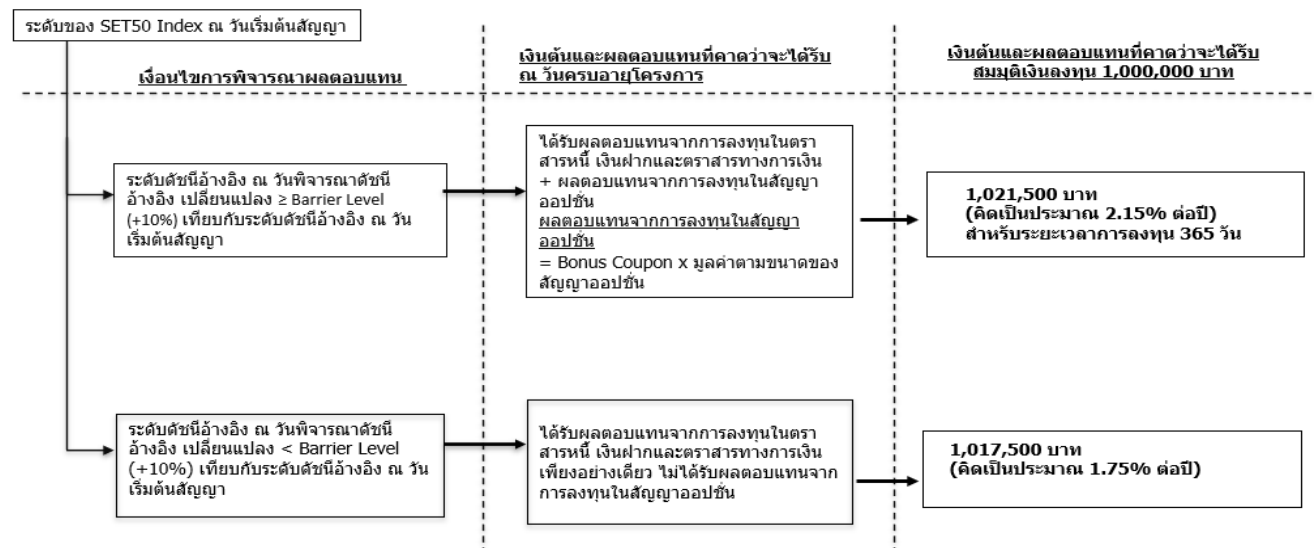 ระดับของ SET50 Index ณ วันเริ่มต้นสัญญา
เงื่อนไขการพิจารณาผลตอบแทน
เงินต้นและผลตอบแทนที่คาดว่าจะได้รับ
ณ วันครบอายุโครงการ
เงินต้นและผลตอบแทนที่คาดว่าจะได้รับ
สมมุติเงินลงทุน 1,000,000 บาท
ระดับดัชนีอ้างอิง ณ วันพิจารณาดัชนี
อ้างอิง เปลี่ยนแปลง ≥ Barrier Level
(+10%) เทียบกับระดับดัชนีอ้างอิง ณ วัน
เริ่มต้นสัญญา
ได้รับผลตอบแทนจากการลงทุนในตรา
สารหนี้ เงินฝากและตราสารทางการเงิน
+ ผลตอบแทนจากการลงทุนในสัญญา
ออปชั่น
ผลตอบแทนจากการลงทุนในสัญญา
ออปชั่น
= Bonus Coupon x มูลค่าตามขนาดของ
สัญญาออปชั่น
1,021,500 บาท
(คิดเป็นประมาณ 2.15% ต่อปี)
สำหรับระยะเวลาการลงทุน 365 วัน
ระดับดัชนีอ้างอิง ณ วันพิจารณาดัชนี
อ้างอิง เปลี่ยนแปลง < Barrier Level
(+10%) เทียบกับระดับดัชนีอ้างอิง ณ วัน
เริ่มต้นสัญญา
ได้รับผลตอบแทนจากการลงทุนในตรา
สารหนี้ เงินฝากและตราสารทางการเงิน
เพียงอย่างเดียว ไม่ได้รับผลตอบแทนจาก
การลงทุนในสัญญาออปชั่น
1,017,500 บาท
(คิดเป็นประมาณ 1.75% ต่อปี)